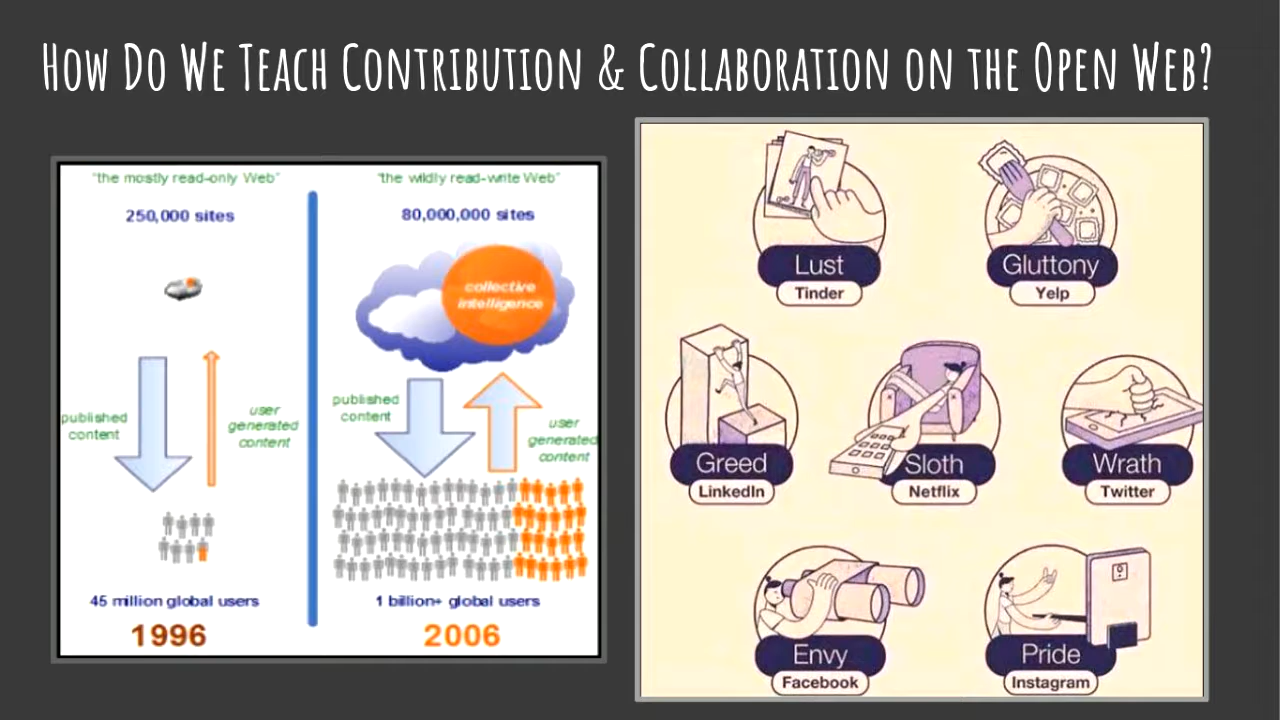 How Do We Teach Contribution & Collaboration on the Open Web?
"the mostly read-only Web"
250,000 sites
published
content
user
generated
content
45 million global users
1996
"the wildly read-write Web"
80,000,000 sites
collective
intelligence
published
content
user
generated
content
1 billion+ global users
2006
Lust
Tinder
Gluttony
Yelp
Greed
LinkedIn
Sloth
Netflix
Wrath
Twitter
Envy
Facebook
Pride
Instagram